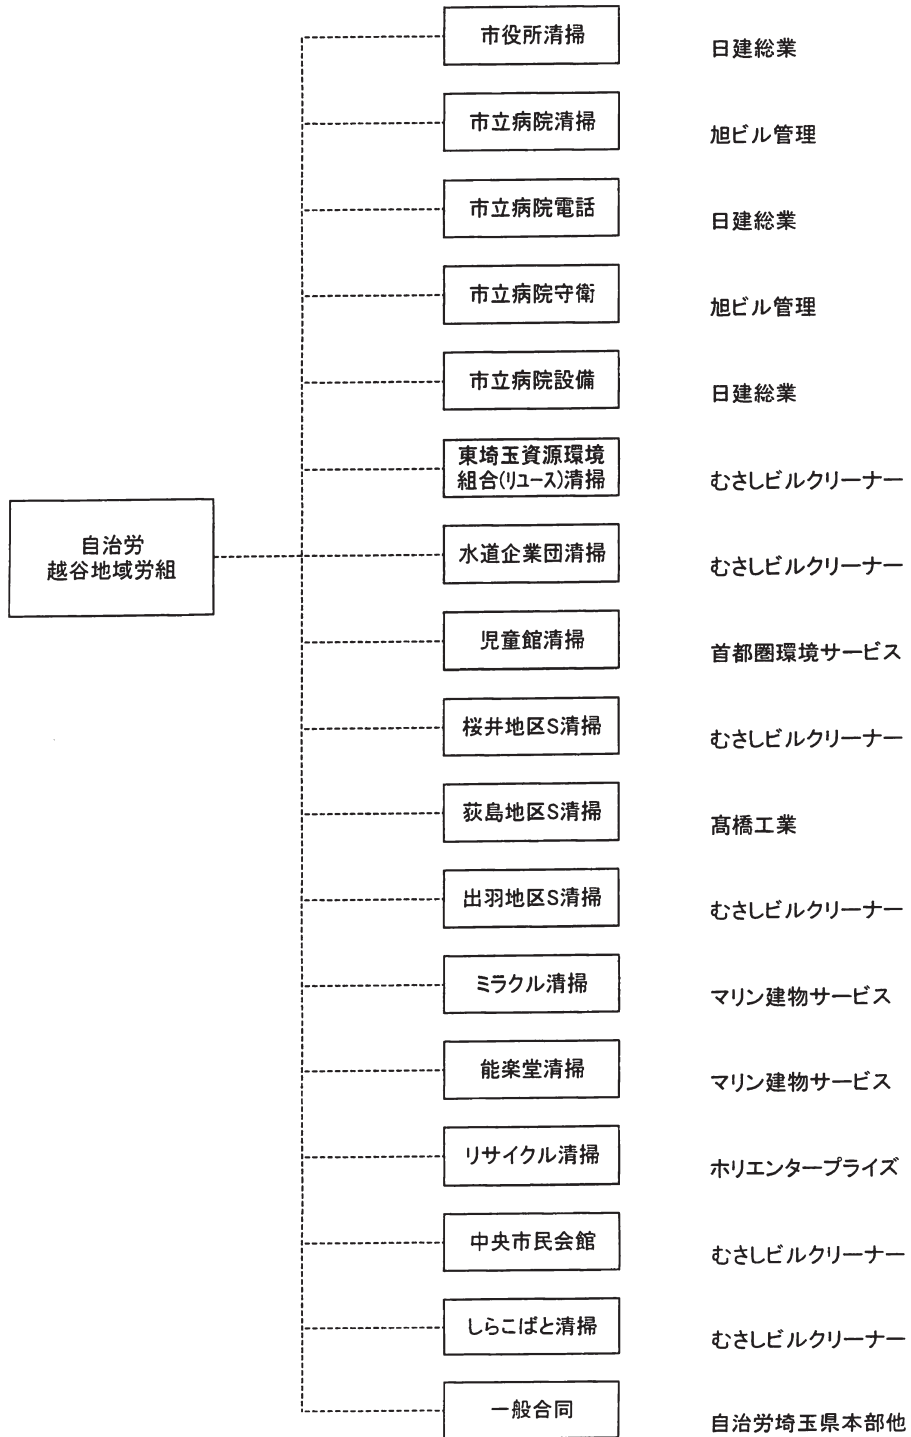 市役所清掃
日建総業
市立病院清掃
旭ビル管理
市立病院電話
日建総業
市立病院守衛
旭ビル管理
市立病院設備
日建総業
東埼玉資源環境
組合(リユース)清掃
むさしビルクリーナー
自治労
越谷地域労組
水道企業団清掃
むさしビルクリーナー
児童館清掃
首都圏環境サービス
桜井地区S清掃
むさしビルクリーナー
荻島地区S清掃
髙橋工業
出羽地区S清掃
むさしビルクリーナー
ミラクル清掃
マリン建物サービス
能楽堂清掃
マリン建物サービス
リサイクル清掃
ホリエンタープライズ
中央市民会館
むさしビルクリーナー
しらこばと清掃
むさしビルクリーナー
一般合同
自治労埼玉県本部他